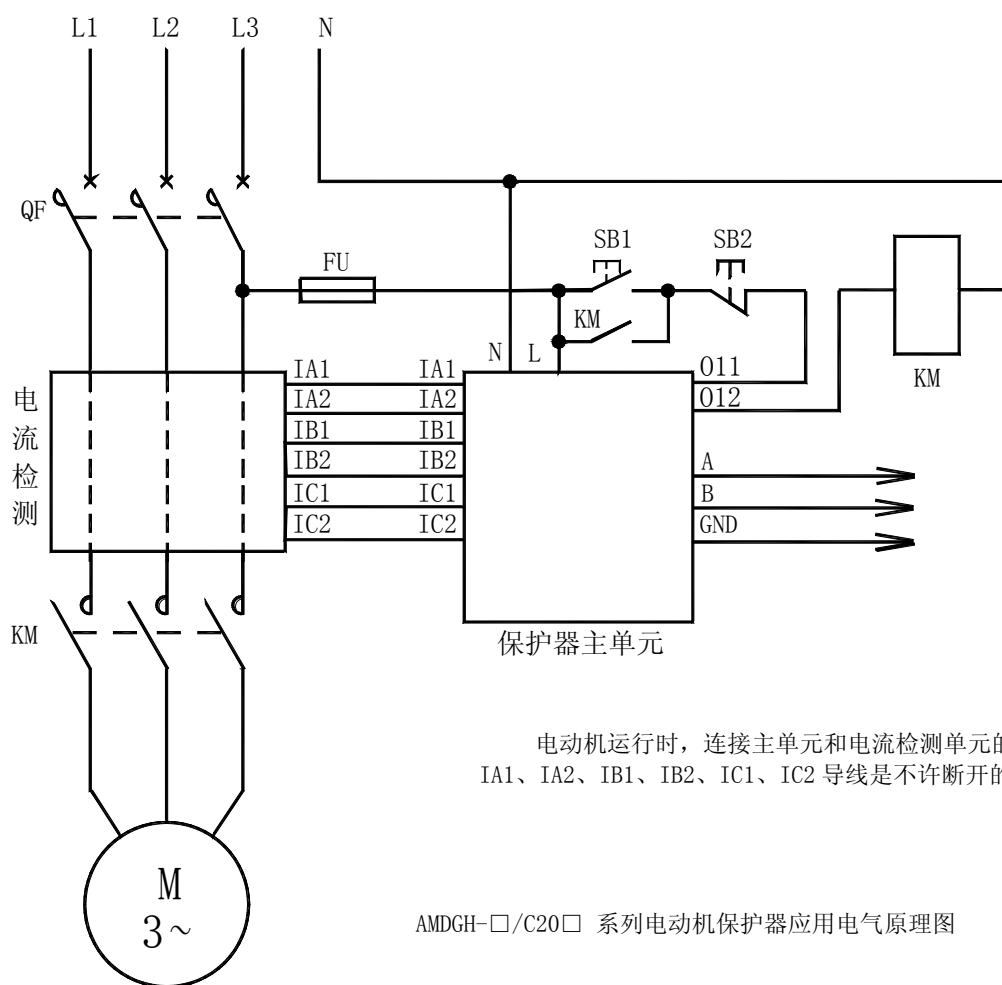 L1 L2 L3 N
QF
SB1 SB2
FU
KM
N L
KM
O11
O12
IA1 IA1
IA2 IA2
IB1 IB1
IB2 IB2
IC1 IC1
IC2 IC2
电流检测
A
B
GND
KM
保护器主单元
电动机运行时，连接主单元和电流检测单元的
IA1、IA2、IB1、IB2、IC1、IC2 导线是不许断开的
M
3~
AMDGH-□/C20□ 系列电动机保护器应用电气原理图